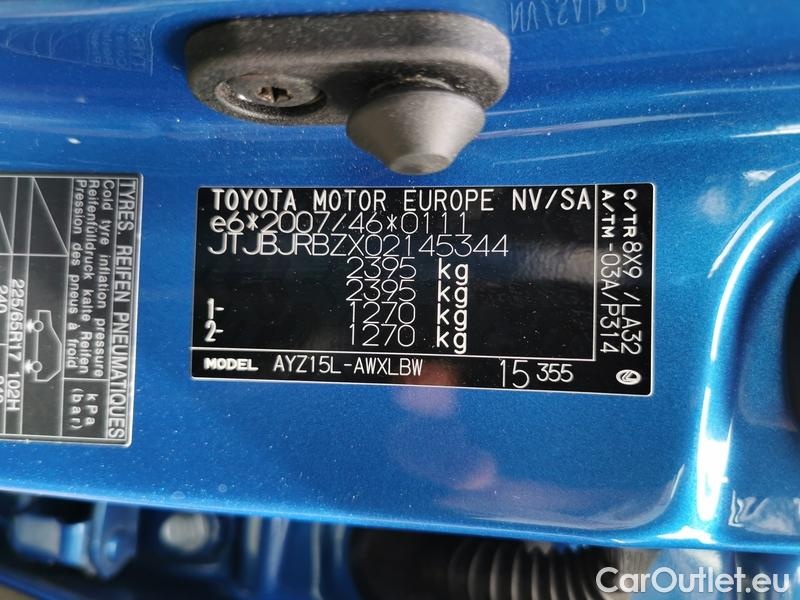 TOYOTA MOTOR EUROPE NV/SA
e6*2007/46*0111
JTJBJRBZX02145344
2395 kg
2395 kg
1- 1270 kg
2- 1270 kg
MODEL AYZ15L-AWXLBW 15 355
C/TR 8X9 /LA32
A/TM -03A/P314
TYRES, REIFEN PNEUMATIQUES
Cold tyre inflation pressure
Reifenfülldruck kalte Reifen
Pression des pneus à froid
kPa
(bar)
225/65R17 102H
240
CarOutlet.eu